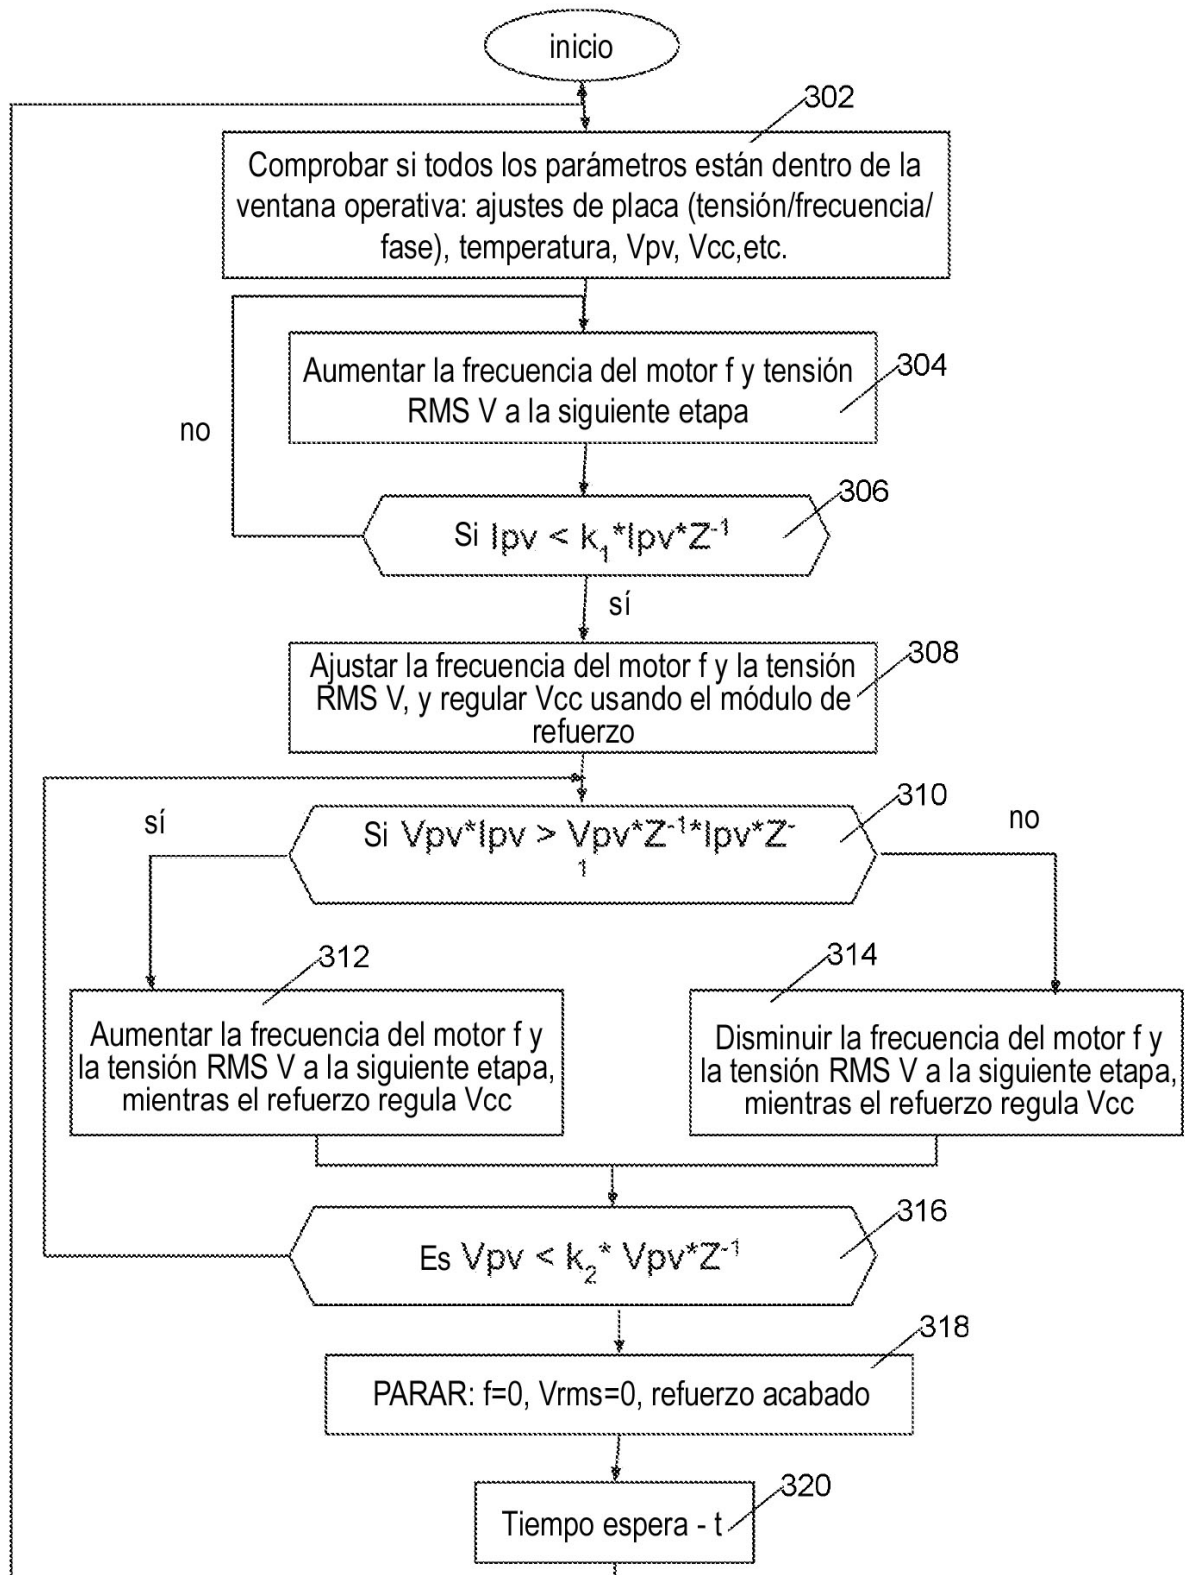 inicio
302
Comprobar si todos los parámetros están dentro de la
ventana operativa: ajustes de placa (tensión/frecuencia/
fase), temperatura, Vpv, Vcc,etc.
Aumentar la frecuencia del motor f y tensión
RMS V a la siguiente etapa
304
no
306
Si Ipv < k₁*Ipv*Z⁻¹
sí
308
Ajustar la frecuencia del motor f y la tensión
RMS V, y regular Vcc usando el módulo de
refuerzo
310
sí
Si Vpv*Ipv > Vpv*Z⁻¹*Ipv*Z⁻
¹
no
312
Aumentar la frecuencia del motor f y
la tensión RMS V a la siguiente etapa,
mientras el refuerzo regula Vcc
314
Disminuir la frecuencia del motor f y
la tensión RMS V a la siguiente etapa,
mientras el refuerzo regula Vcc
316
Es Vpv < k₂* Vpv*Z⁻¹
318
PARAR: f=0, Vrms=0, refuerzo acabado
320
Tiempo espera - t